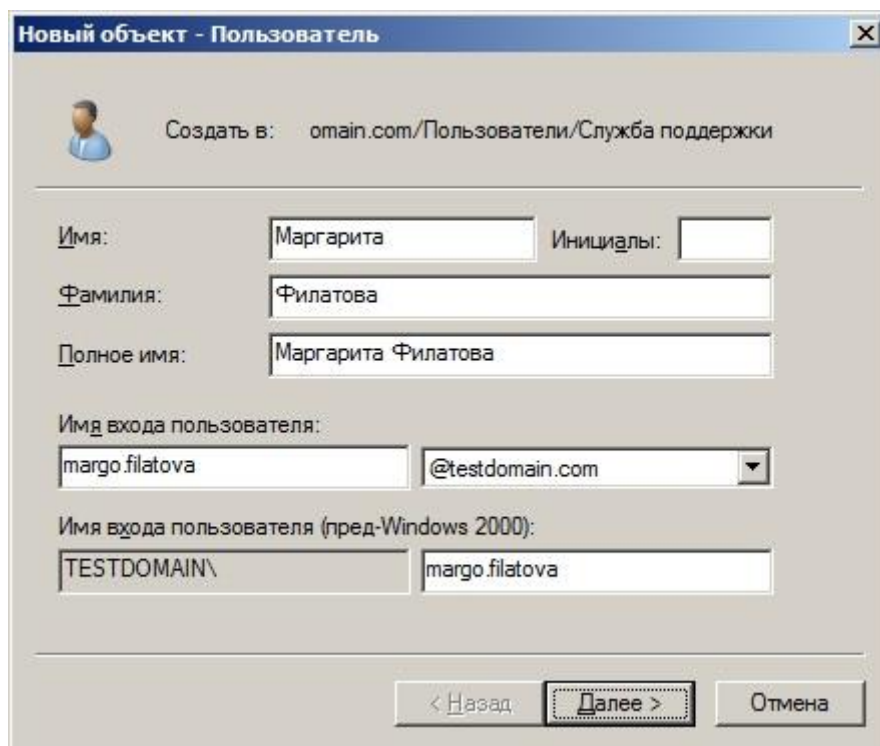 Новый объект - Пользователь
Создать в: omain.com/Пользователи/Служба поддержки
Имя: Маргарита Инициалы:
Фамилия: Филатова
Полное имя: Маргарита Филатова
Имя входа пользователя:
margo.filatova @testdomain.com
Имя входа пользователя (пред-Windows 2000):
TESTDOMAIN\ margo.filatova
< Назад Далее > Отмена